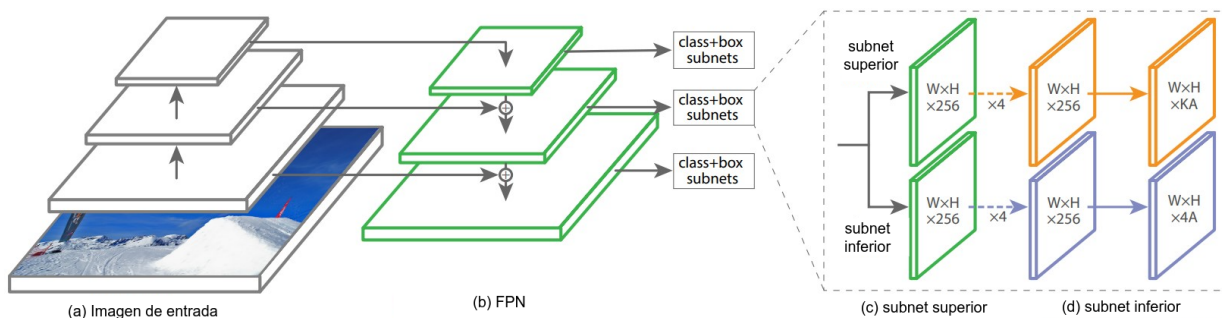 class+box
subnets
class+box
subnets
class+box
subnets
subnet
superior
W×H
×256
×4
W×H
×256
W×H
×KA
W×H
×256
×4
W×H
×256
W×H
×4A
subnet
inferior
(a) Imagen de entrada
(b) FPN
(c) subnet superior
(d) subnet inferior